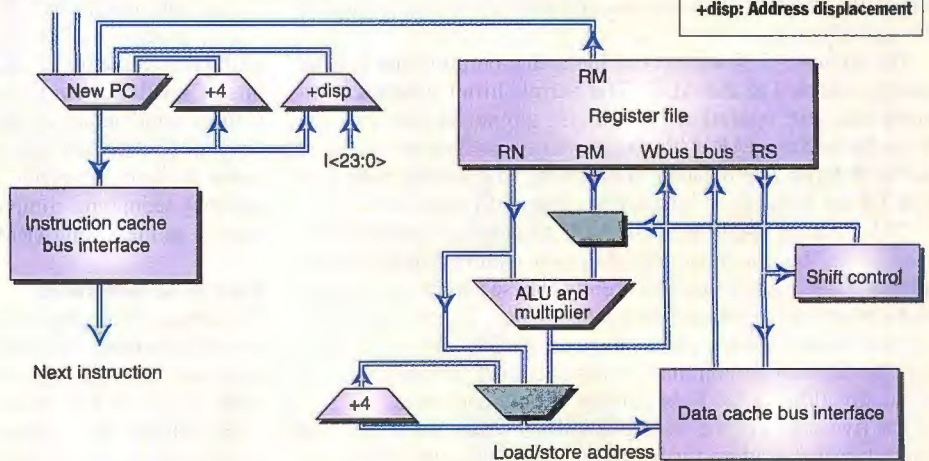 +disp: Address displacement
New PC
+4
+disp
RM
Register file
RN
RM
Wbus
Lbus
RS
I<23:0>
Instruction cache
bus interface
Next instruction
ALU and
multiplier
Shift control
+4
Data cache bus interface
Load/store address